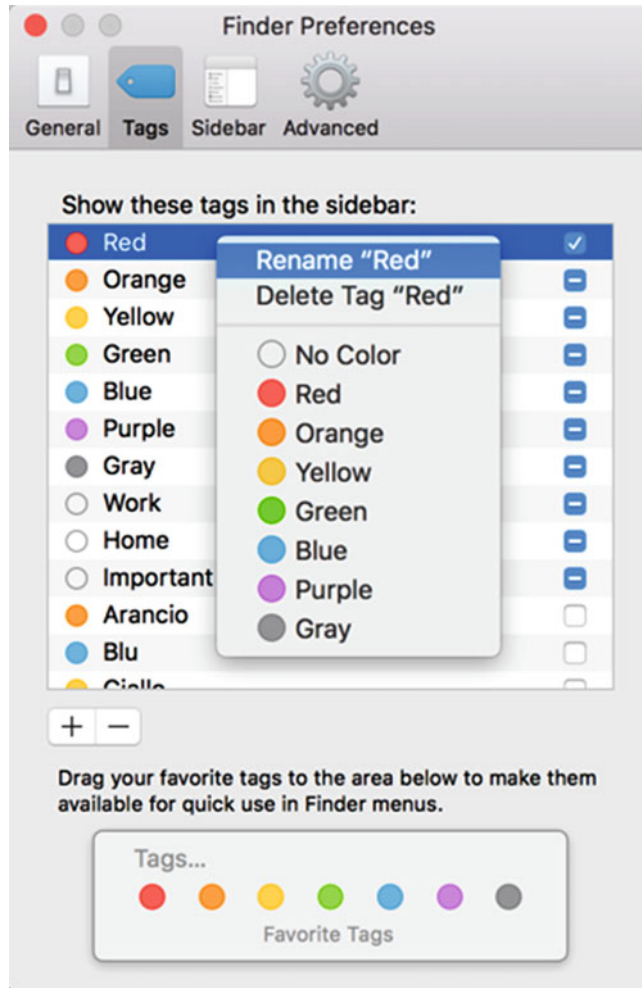 Finder Preferences
General Tags Sidebar Advanced
Show these tags in the sidebar:
Red
Orange
Yellow
Green
Blue
Purple
Gray
Work
Home
Important
Arancio
Blu
Giallo
Rename “Red”
Delete Tag “Red”
No Color
Red
Orange
Yellow
Green
Blue
Purple
Gray
Drag your favorite tags to the area below to make them
available for quick use in Finder menus.
Tags...
Favorite Tags